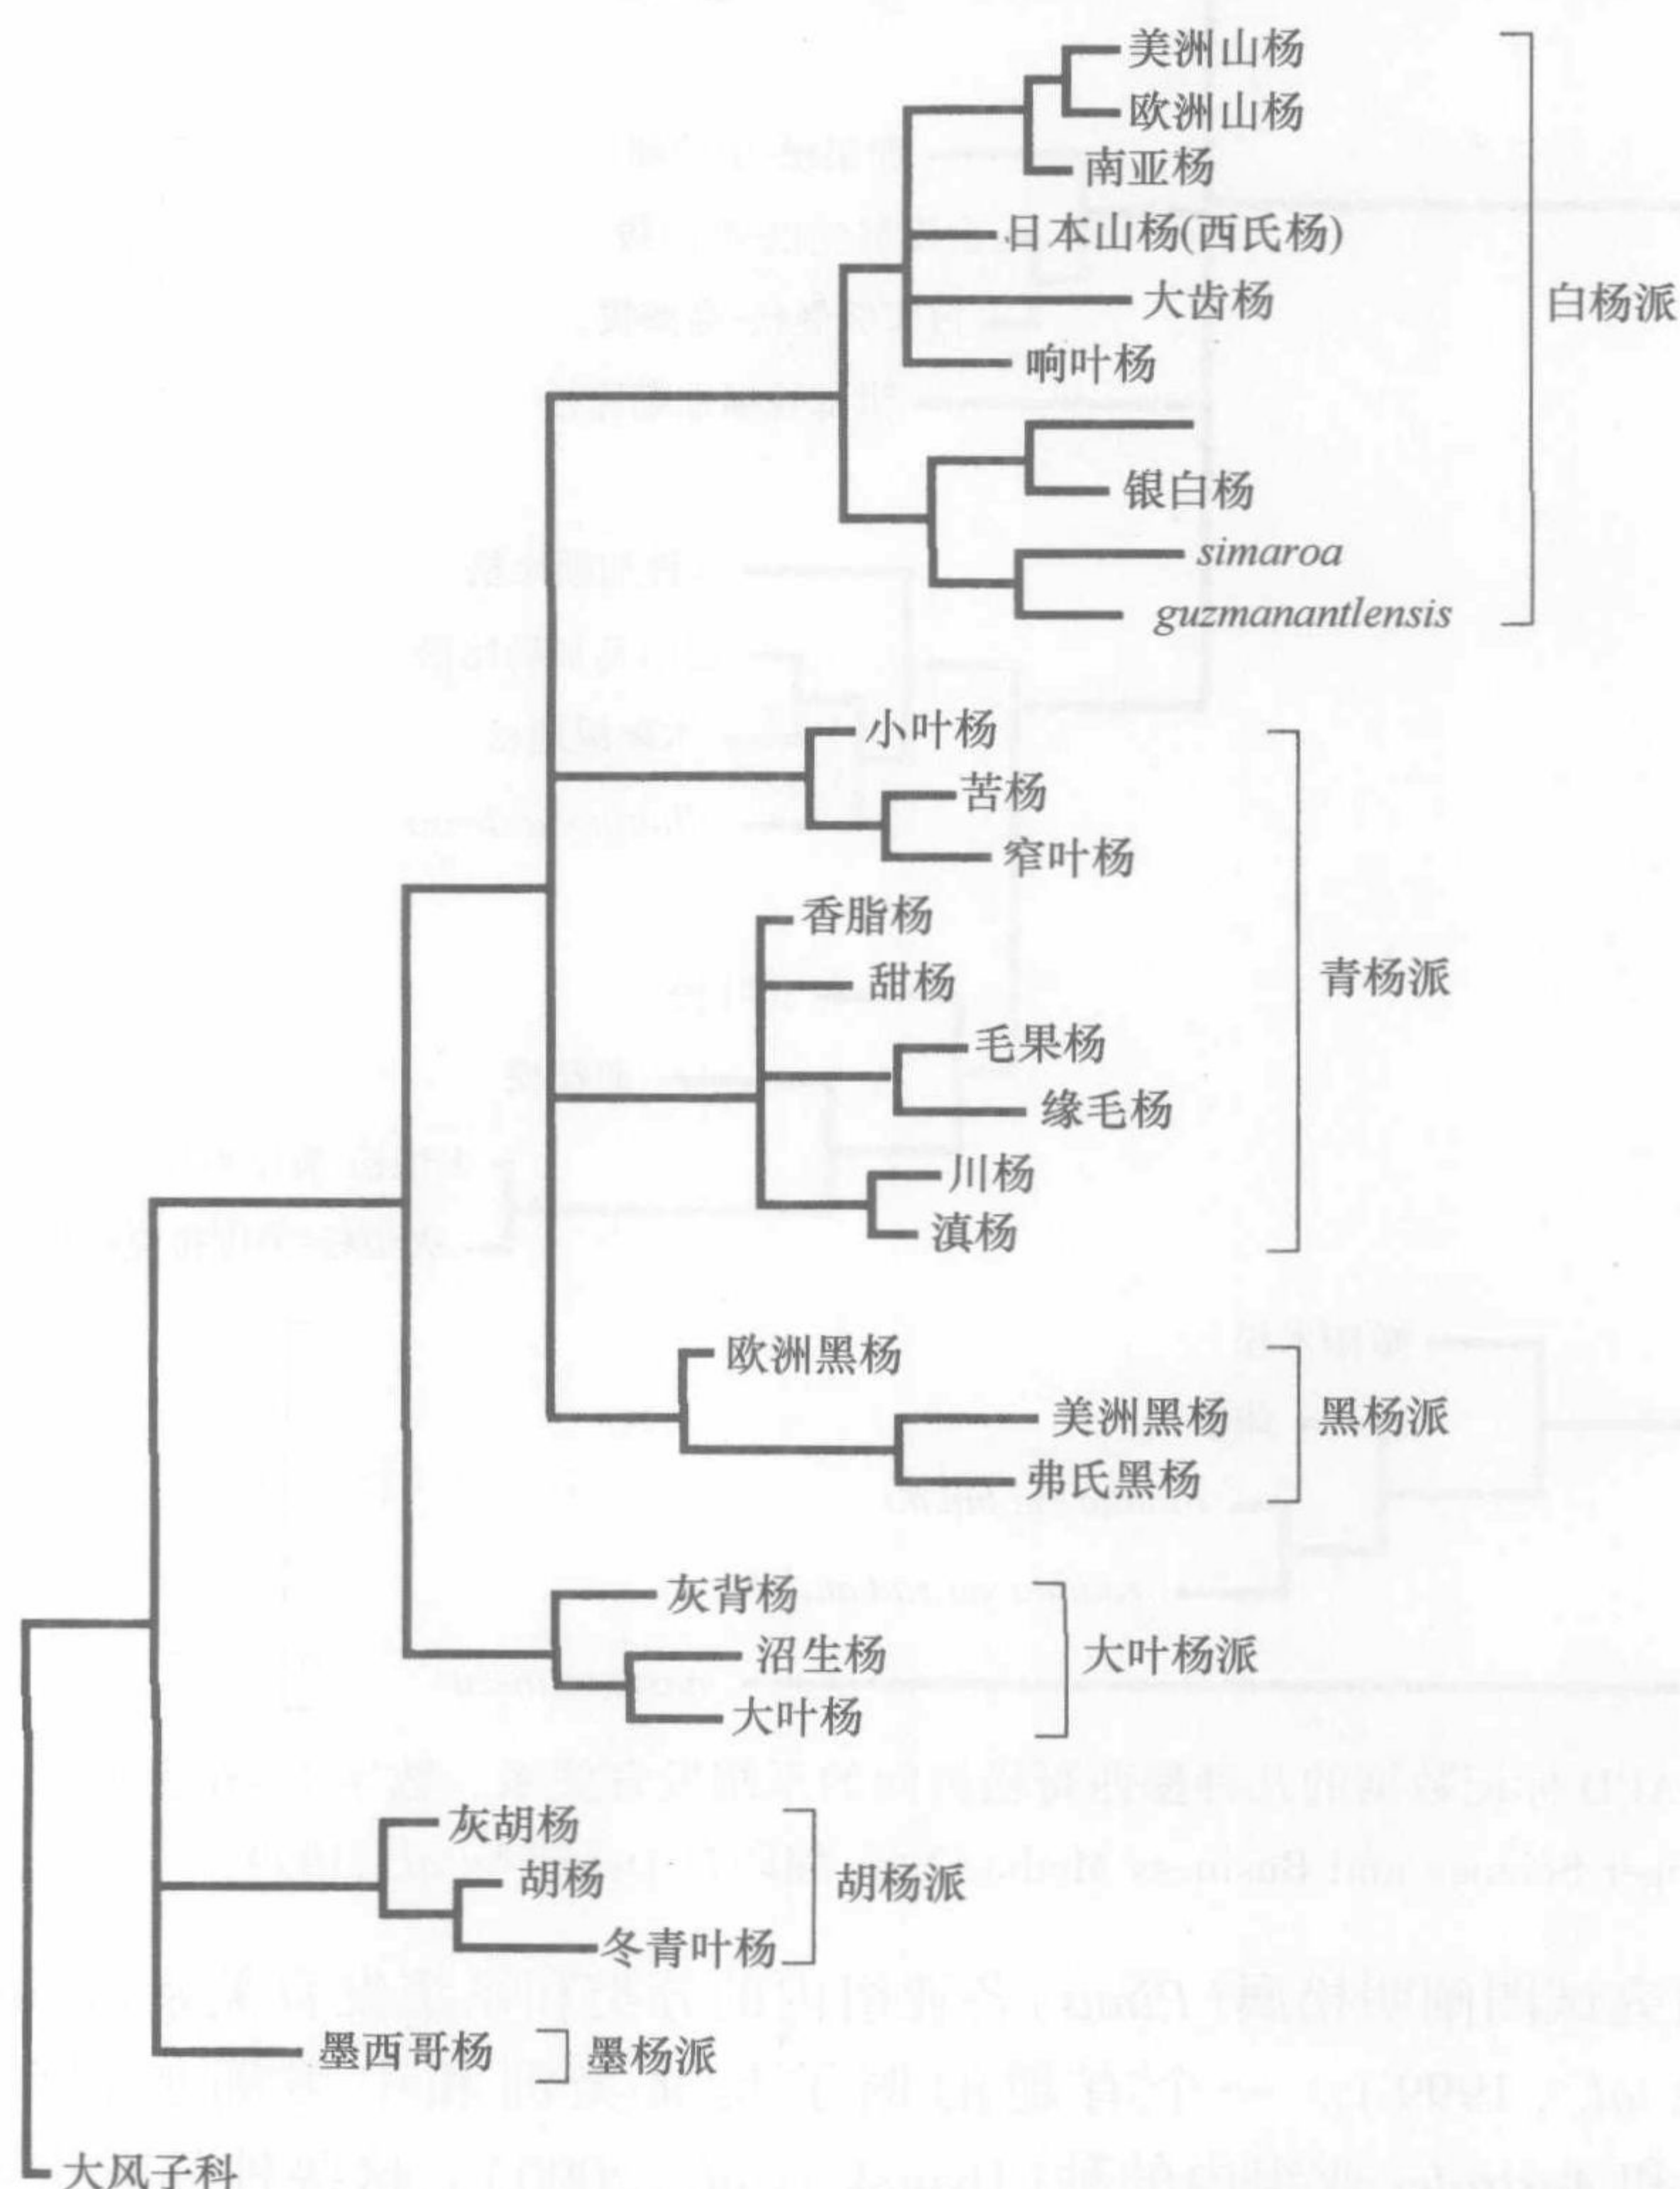 美洲山杨
欧洲山杨
南亚杨
日本山杨(西氏杨)
大齿杨
响叶杨
银白杨
simaroa
guzmanantlensis
白杨派
小叶杨
苦杨
窄叶杨
香脂杨
甜杨
毛果杨
缘毛杨
川杨
滇杨
青杨派
欧洲黑杨
美洲黑杨
弗氏黑杨
黑杨派
灰背杨
沼生杨
大叶杨
大叶杨派
灰胡杨
胡杨
冬青叶杨
胡杨派
墨西哥杨
墨杨派
大风子科